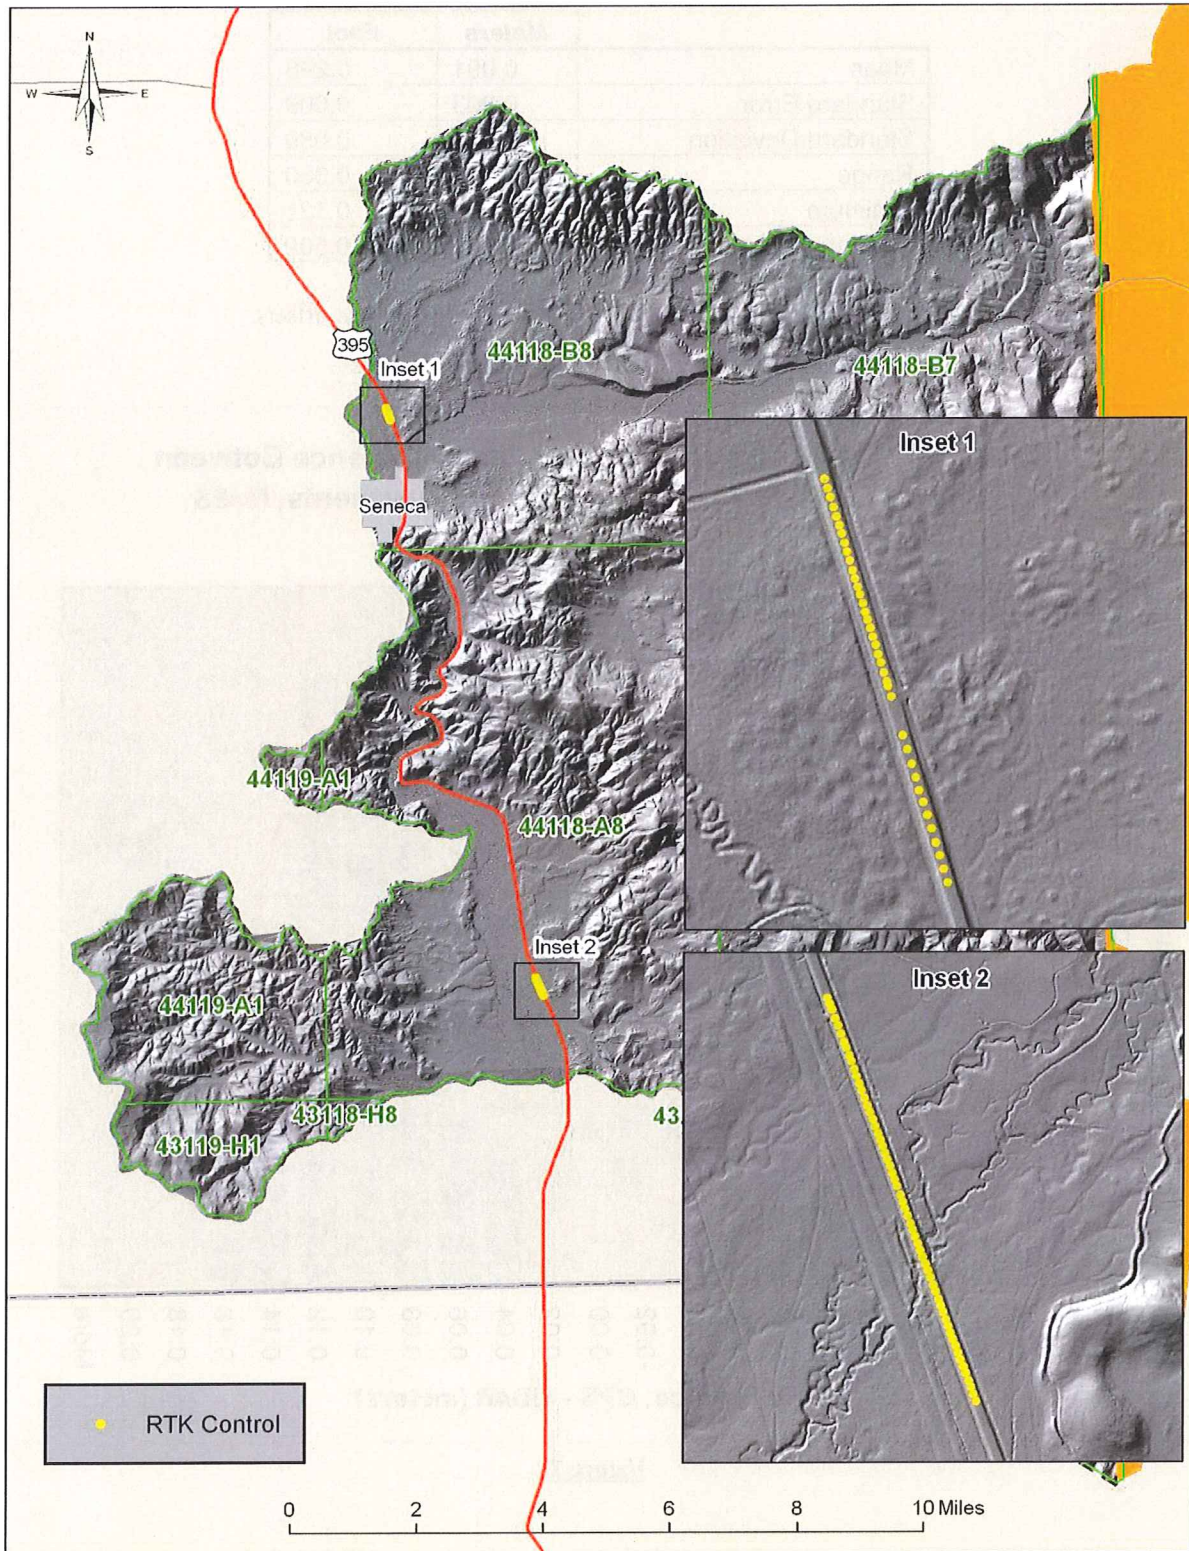 N
W E
S
395
Inset 1
44118-B8
44118-B7
Inset 1
Seneca
44119-A1
44118-A8
Inset 2
Inset 2
44119-A1
43118-H8
43.
43119-H1
RTK Control
0 2 4 6 8 10 Miles